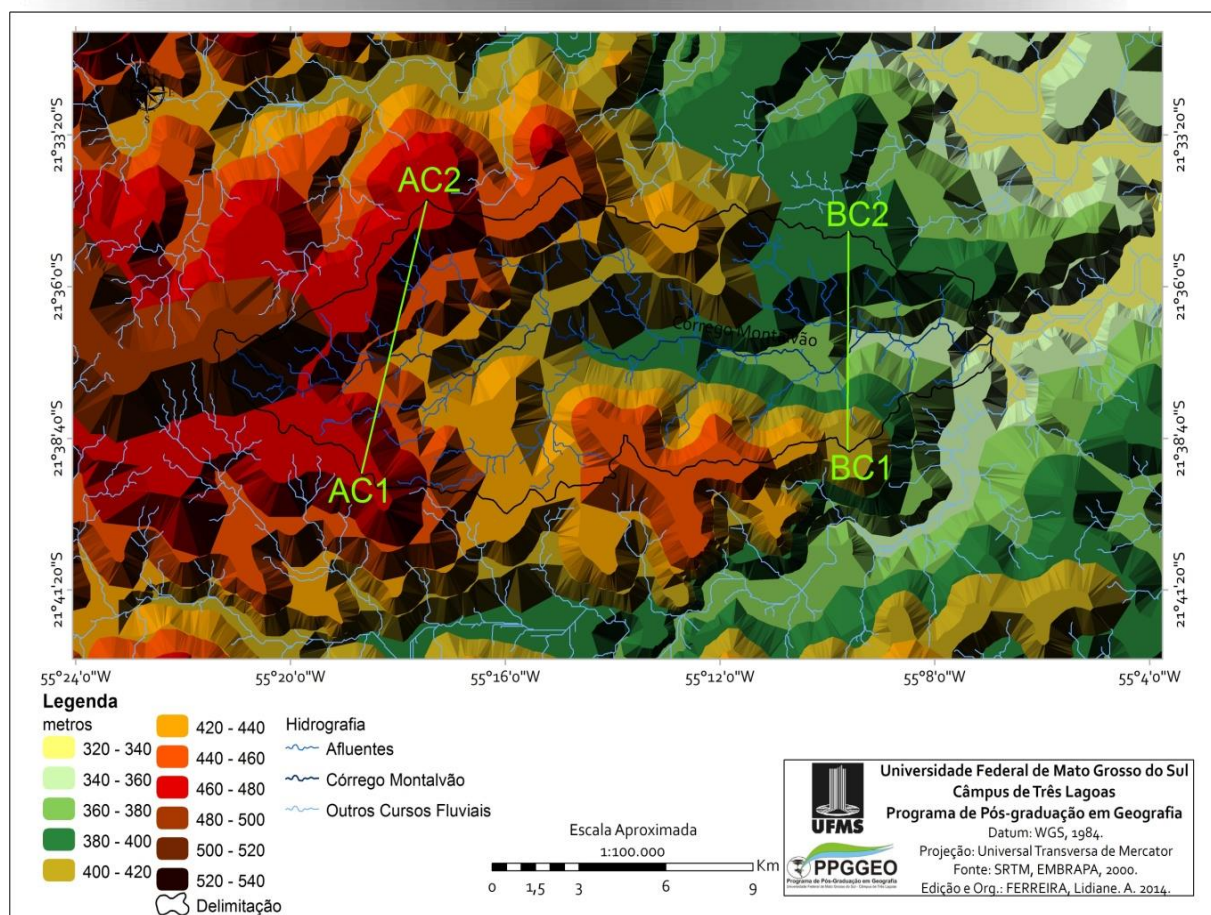 21°33'20"S
21°36'0"S
21°38'40"S
21°41'20"S
AC2
BC2
Córrego Montalvão
AC1
BC1
21°33'20"S
21°36'0"S
21°38'40"S
21°41'20"S
55°24'0"W
55°20'0"W
55°16'0"W
55°12'0"W
55°8'0"W
55°4'0"W
Legenda
metros
320 - 340
340 - 360
360 - 380
380 - 400
400 - 420
420 - 440
440 - 460
460 - 480
480 - 500
500 - 520
520 - 540
Delimitação
Hidrografia
Afluentes
Córrego Montalvão
Outros Cursos Fluviais
Escala Aproximada
1:100.000
Km
0 1,5 3 6 9
UFMS
PPGGEO
Programa de Pós-Graduação em Geografia
Universidade Federal de Mato Grosso do Sul
Câmpus de Três Lagoas
Programa de Pós-graduação em Geografia
Datum: WGS, 1984.
Projeção: Universal Transversa de Mercator
Fonte: SRTM, EMBRAPA, 2000.
Edição e Org.: FERREIRA, Lidiane. A. 2014.